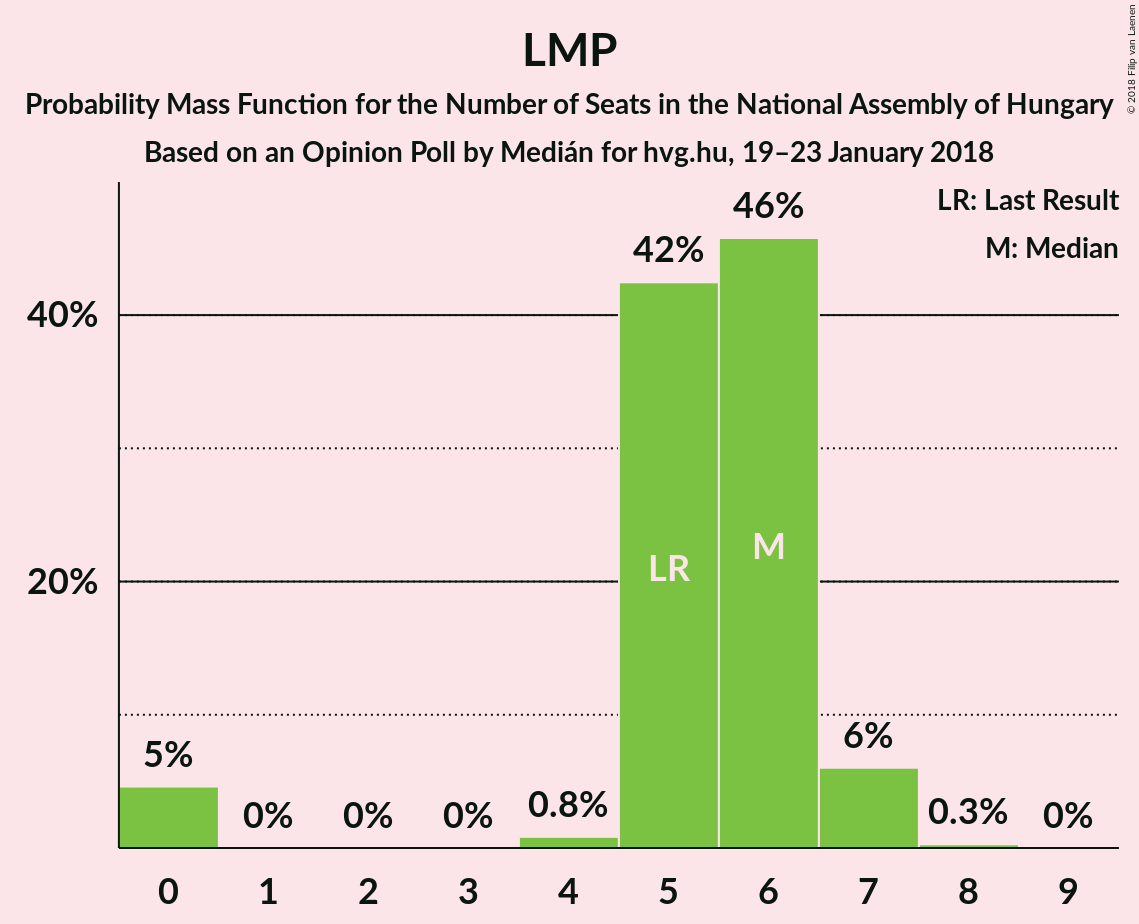 LMP
Probability Mass Function for the Number of Seats in the National Assembly of Hungary
Based on an Opinion Poll by Medián for hvg.hu, 19–23 January 2018
© 2018 Filip van Laenen
LR: Last Result
M: Median
40%
20%
5%
0%
0%
0%
0.8%
42%
46%
6%
0.3%
0%
LR
M
0 1 2 3 4 5 6 7 8 9